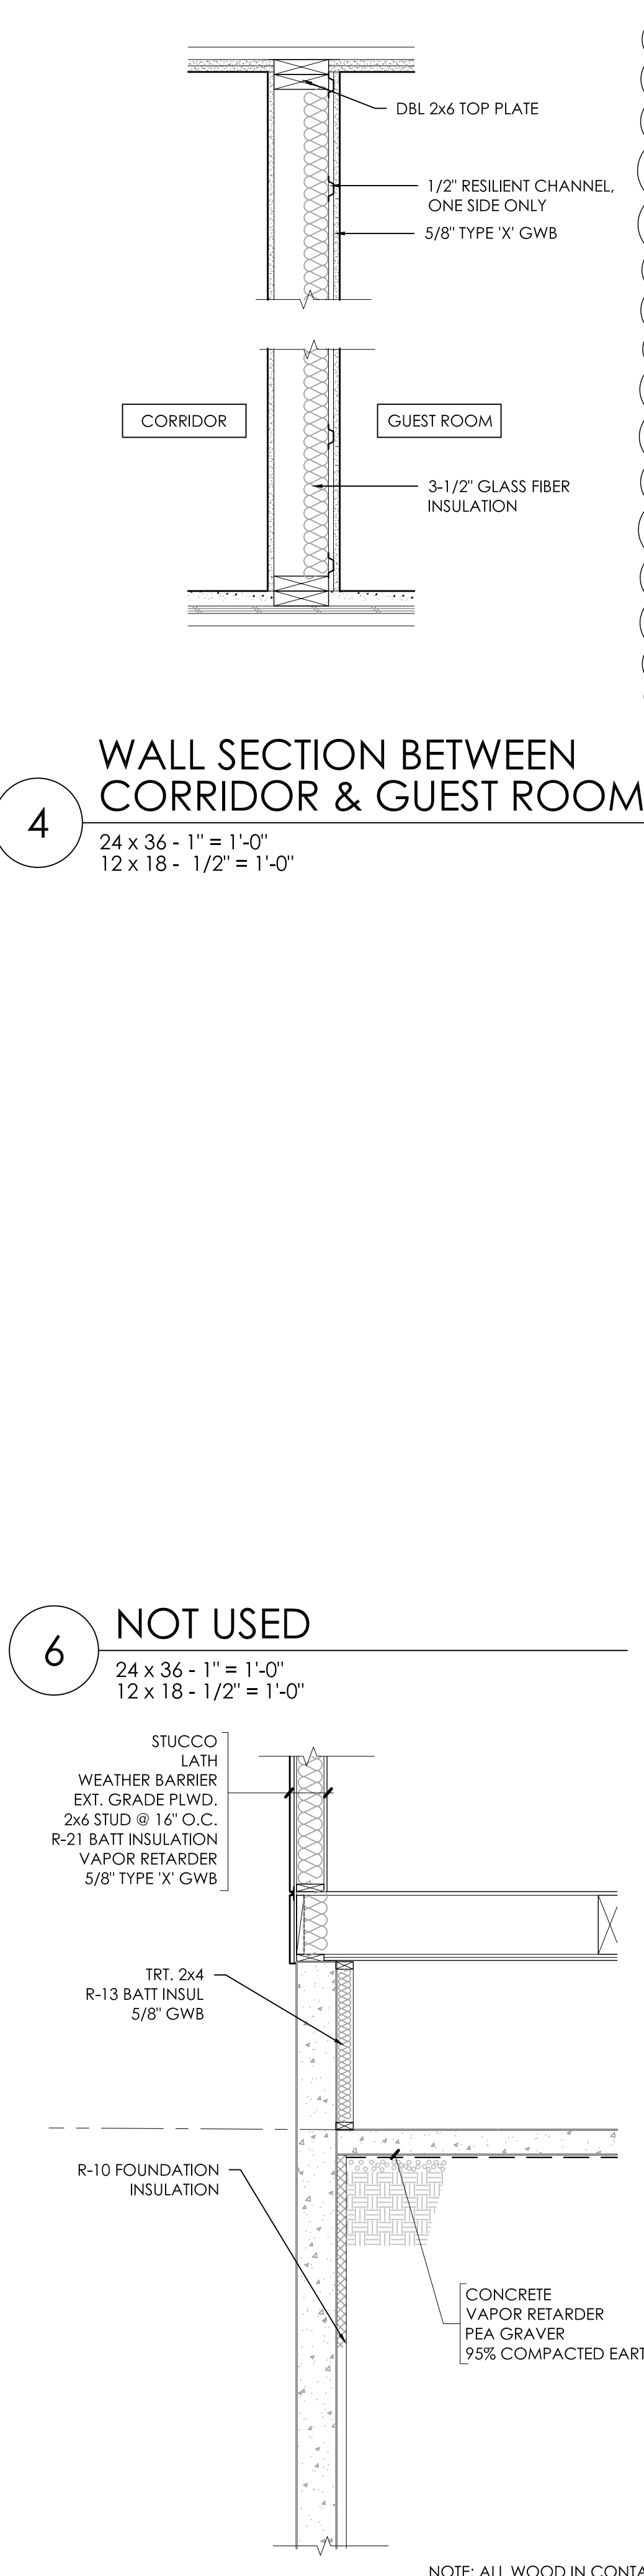 DBL 2x6 TOP PLATE
1/2" RESILIENT CHANNEL,
ONE SIDE ONLY
5/8" TYPE 'X' GWB
CORRIDOR
GUEST ROOM
3-1/2" GLASS FIBER
INSULATION
4
WALL SECTION BETWEEN
CORRIDOR & GUEST ROOM
24 x 36 - 1" = 1'-0"
12 x 18 - 1/2" = 1'-0"
6
NOT USED
24 x 36 - 1" = 1'-0"
12 x 18 - 1/2" = 1'-0"
STUCCO
LATH
WEATHER BARRIER
EXT. GRADE PLWD.
2x6 STUD @ 16" O.C.
R-21 BATT INSULATION
VAPOR RETARDER
5/8" TYPE 'X' GWB
TRT. 2x4
R-13 BATT INSUL
5/8" GWB
R-10 FOUNDATION
INSULATION
CONCRETE
VAPOR RETARDER
PEA GRAVER
95% COMPACTED EART
NOTE: ALL WOOD IN CONTA